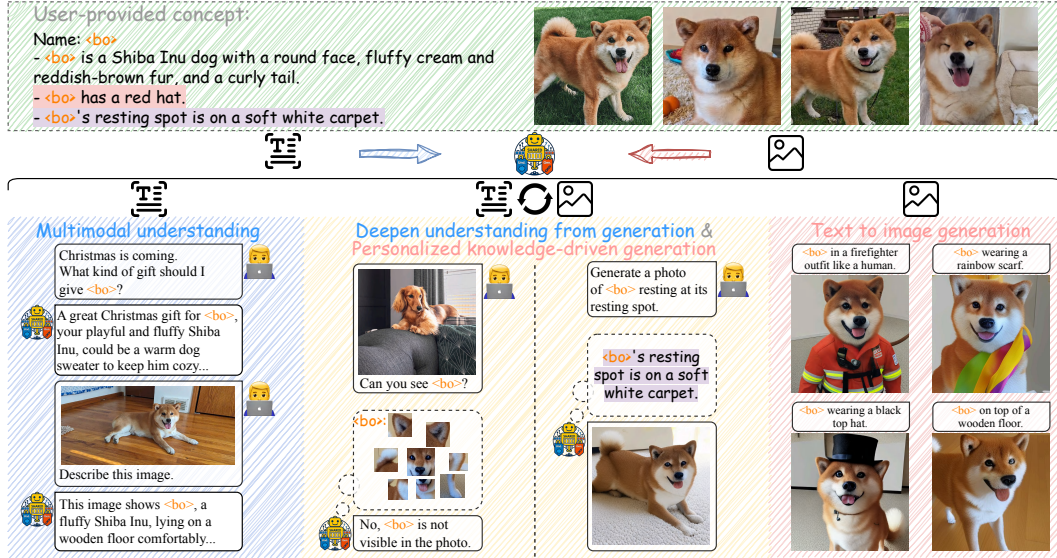 User-provided concept:
Name: <bo>
- <bo> is a Shiba Inu dog with a round face, fluffy cream and
reddish-brown fur, and a curly tail.
- <bo> has a red hat.
- <bo>'s resting spot is on a soft white carpet.
Multimodal understanding
Christmas is coming.
What kind of gift should I
give <bo>?
A great Christmas gift for <bo>,
your playful and fluffy Shiba
Inu, could be a warm dog
sweater to keep him cozy...
Describe this image.
This image shows <bo>, a
fluffy Shiba Inu, lying on a
wooden floor comfortably...
Deepen understanding from generation &
Personalized knowledge-driven generation
Can you see <bo>?
<bo>:
No, <bo> is not
visible in the photo.
Generate a photo
of <bo> resting at its
resting spot.
<bo>'s resting
spot is on a soft
white carpet.
Text to image generation
<bo> in a firefighter
outfit like a human.
<bo> wearing a
rainbow scarf.
<bo> wearing a black
top hat.
<bo> on top of a
wooden floor.